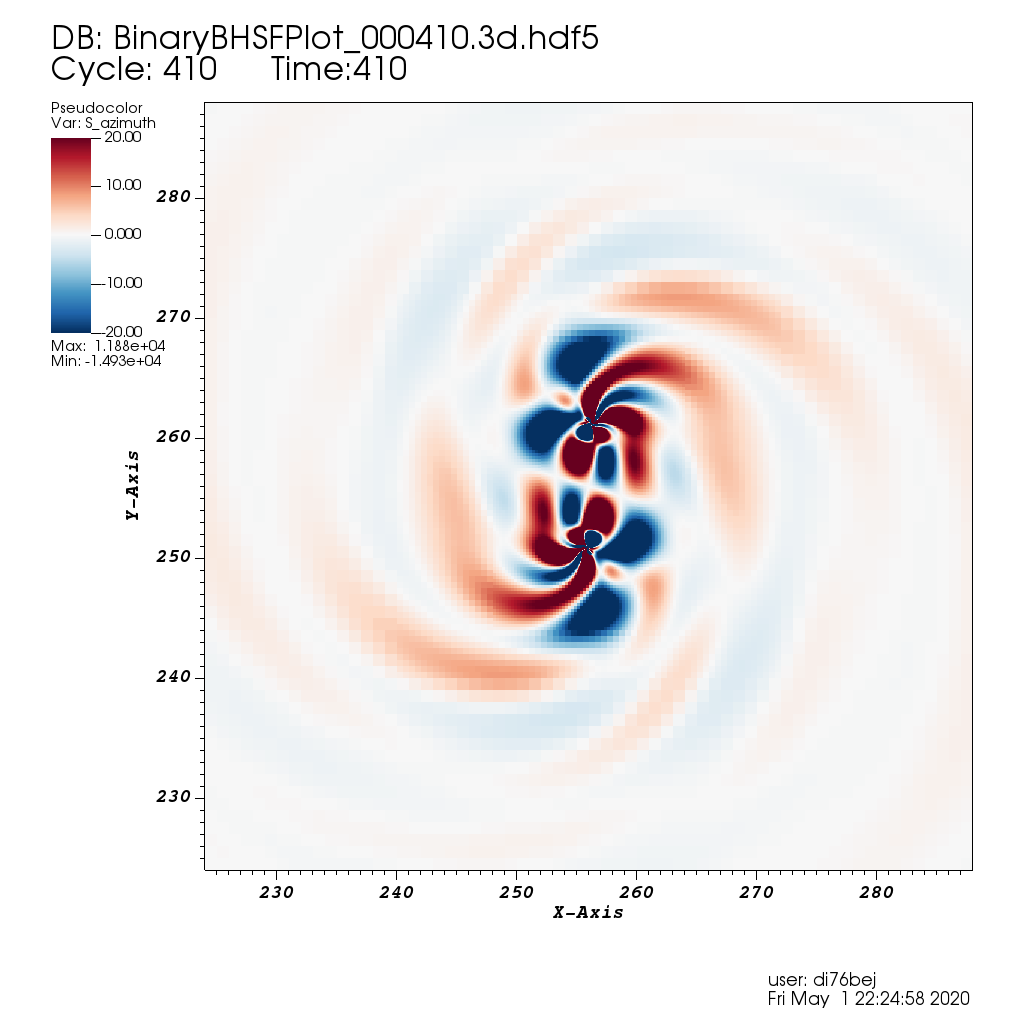 DB: BinaryBHSFPlot_000410.3d.hdf5
Cycle: 410 Time:410
Pseudocolor
Var: S_azimuth
20.00
10.00
0.000
-10.00
-20.00
Max: 1.188e+04
Min: -1.493e+04
280
270
260
250
240
230
Y-Axis
230 240 250 260 270 280
X-Axis
user: di76bej
Fri May 1 22:24:58 2020